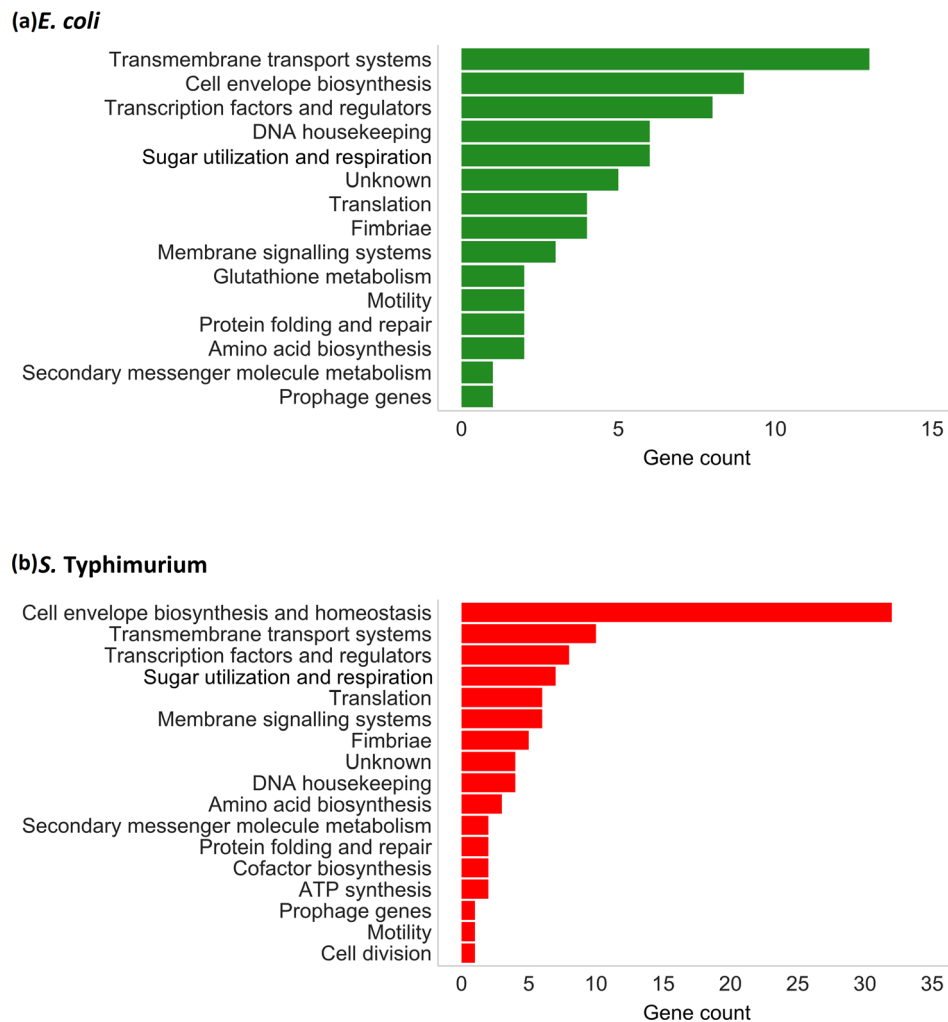 (a)E. coli
Transmembrane transport systems
Cell envelope biosynthesis
Transcription factors and regulators
DNA housekeeping
Sugar utilization and respiration
Unknown
Translation
Fimbriae
Membrane signalling systems
Glutathione metabolism
Motility
Protein folding and repair
Amino acid biosynthesis
Secondary messenger molecule metabolism
Prophage genes
0 5 10 15
Gene count
(b)S. Typhimurium
Cell envelope biosynthesis and homeostasis
Transmembrane transport systems
Transcription factors and regulators
Sugar utilization and respiration
Translation
Membrane signalling systems
Fimbriae
Unknown
DNA housekeeping
Amino acid biosynthesis
Secondary messenger molecule metabolism
Protein folding and repair
Cofactor biosynthesis
ATP synthesis
Prophage genes
Motility
Cell division
0 5 10 15 20 25 30 35
Gene count